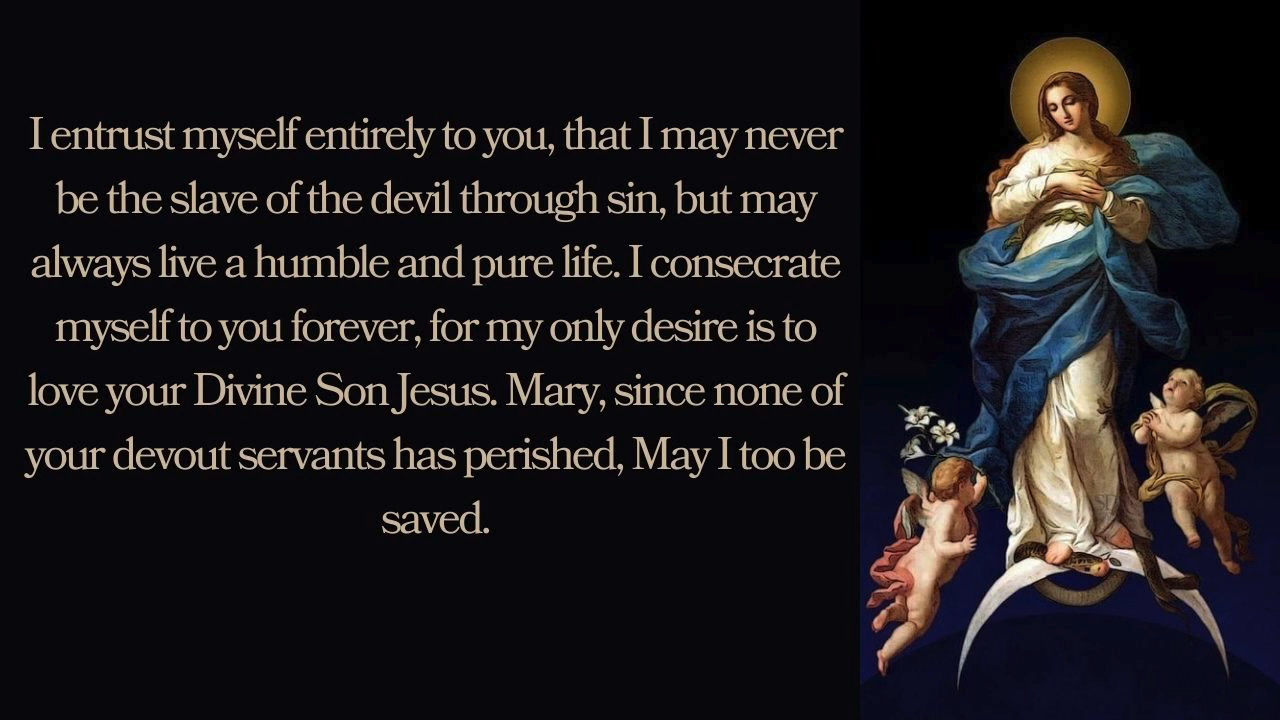 I entrust myself entirely to you, that I may never
be the slave of the devil through sin, but may
always live a humble and pure life. I consecrate
myself to you forever, for my only desire is to
love your Divine Son Jesus. Mary, since none of
your devout servants has perished, May I too be
saved.